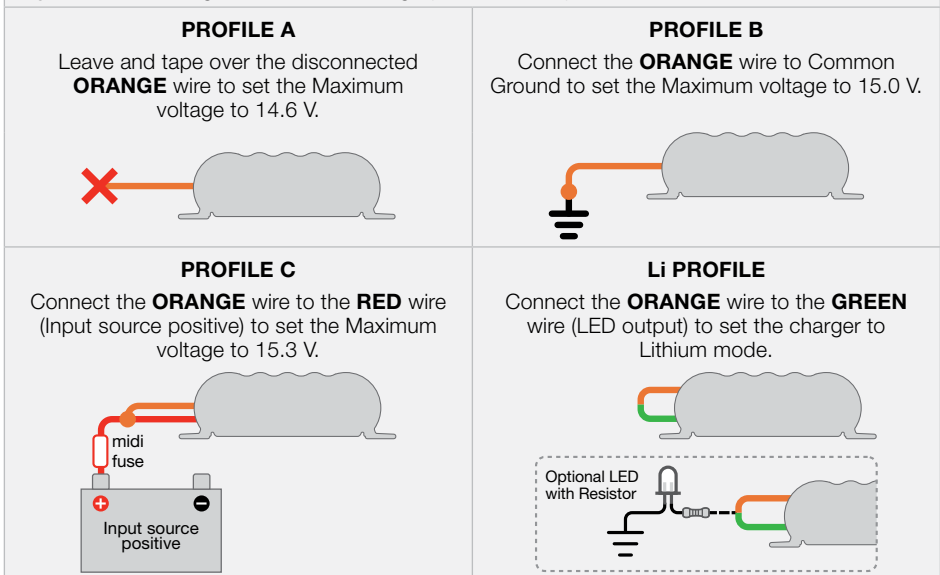 PROFILE A
Leave and tape over the disconnected
ORANGE wire to set the Maximum
voltage to 14.6 V.
PROFILE B
Connect the ORANGE wire to Common
Ground to set the Maximum voltage to 15.0 V.
PROFILE C
Connect the ORANGE wire to the RED wire
(Input source positive) to set the Maximum
voltage to 15.3 V.
midi
fuse
Input source
positive
Li PROFILE
Connect the ORANGE wire to the GREEN
wire (LED output) to set the charger to
Lithium mode.
Optional LED
with Resistor